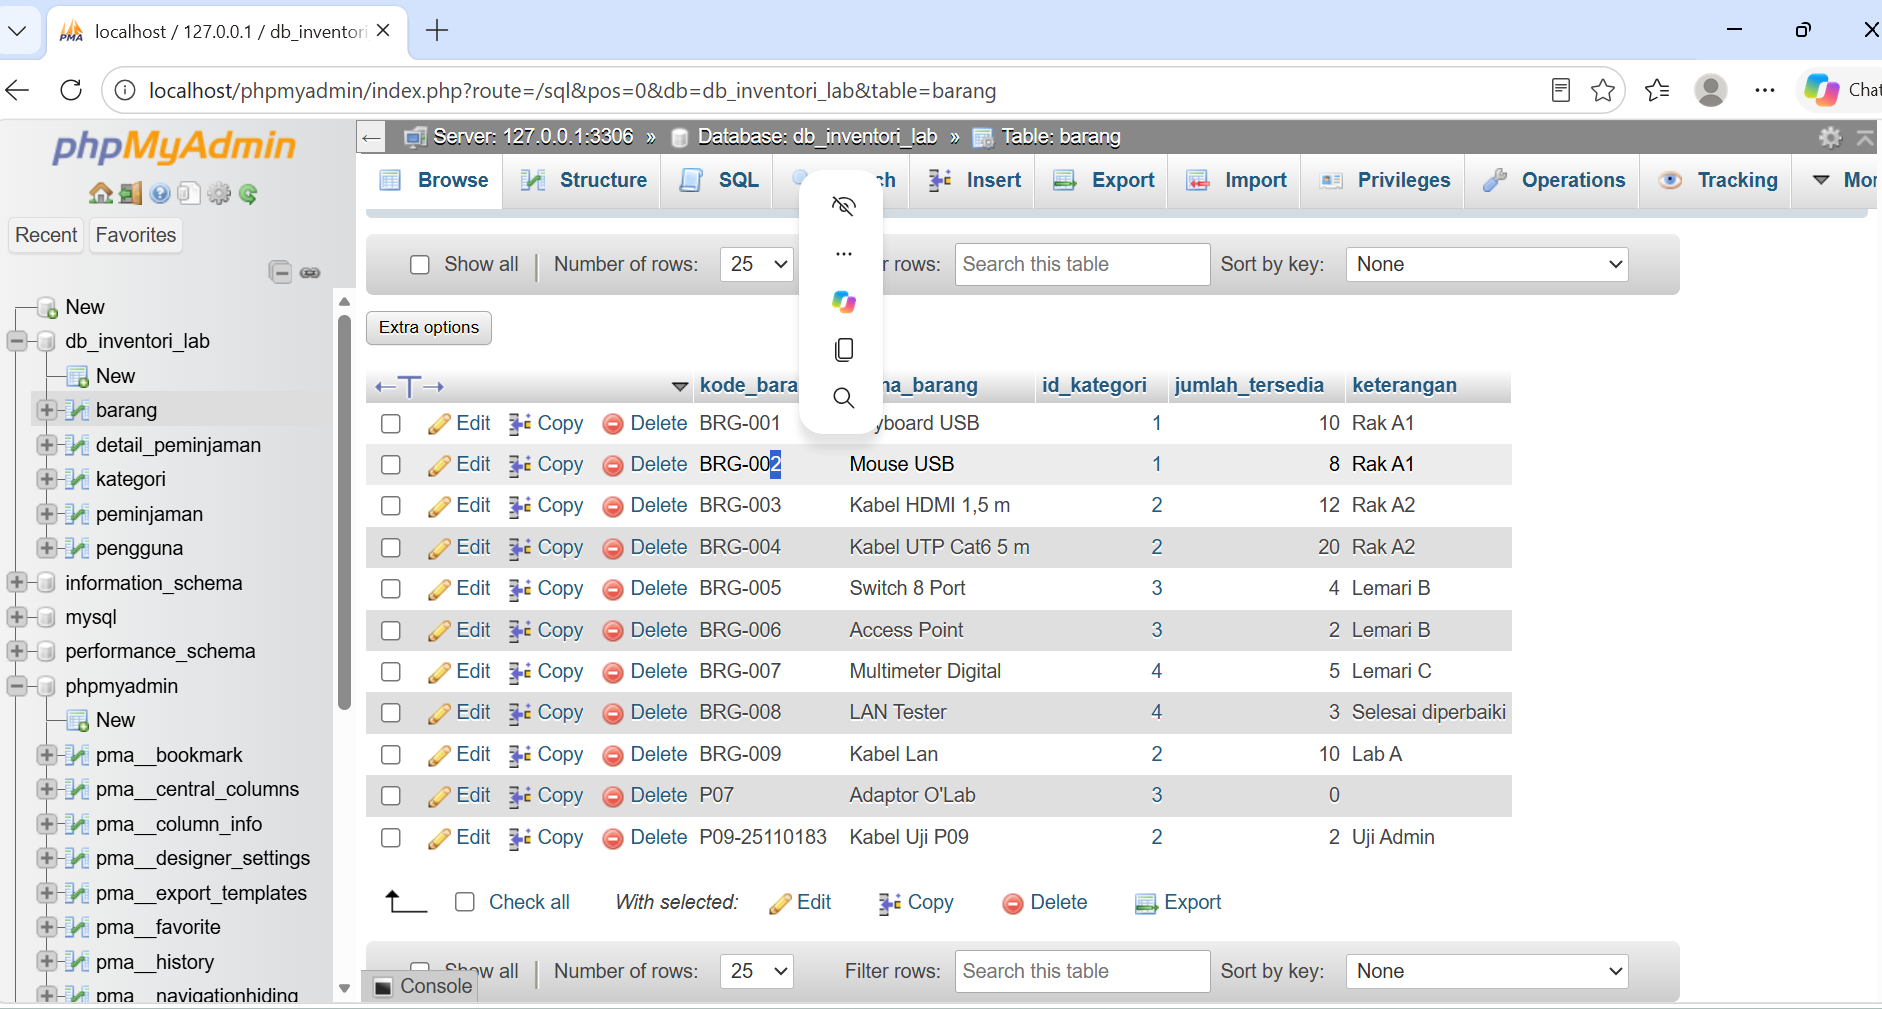 localhost / 127.0.0.1 / db_inventori
localhost/phpmyadmin/index.php?route=/sql&pos=0&db=db_inventori_lab&table=barang
Chat
phpMyAdmin
Recent
Favorites
New
db_inventori_lab
New
barang
detail_peminjaman
kategori
peminjaman
pengguna
information_schema
mysql
performance_schema
phpmyadmin
New
pma__bookmark
pma__central_columns
pma__column_info
pma__designer_settings
pma__export_templates
pma__favorite
pma__history
pma__navigationhiding
Server: 127.0.0.1:3306 » Database: db_inventori_lab » Table: barang
Browse Structure SQL ch Insert Export Import Privileges Operations Tracking Mor
Show all Number of rows: 25 r rows: Search this table Sort by key: None
Extra options
kode_bara na_barang id_kategori jumlah_tersedia keterangan
Edit Copy Delete BRG-001 yboard USB 1 10 Rak A1
Edit Copy Delete BRG-002 Mouse USB 1 8 Rak A1
Edit Copy Delete BRG-003 Kabel HDMI 1,5 m 2 12 Rak A2
Edit Copy Delete BRG-004 Kabel UTP Cat6 5 m 2 20 Rak A2
Edit Copy Delete BRG-005 Switch 8 Port 3 4 Lemari B
Edit Copy Delete BRG-006 Access Point 3 2 Lemari B
Edit Copy Delete BRG-007 Multimeter Digital 4 5 Lemari C
Edit Copy Delete BRG-008 LAN Tester 4 3 Selesai diperbaiki
Edit Copy Delete BRG-009 Kabel Lan 2 10 Lab A
Edit Copy Delete P07 Adaptor O'Lab 3 0
Edit Copy Delete P09-25110183 Kabel Uji P09 2 2 Uji Admin
Check all With selected: Edit Copy Delete Export
Show all Number of rows: 25 Filter rows: Search this table Sort by key: None
Console